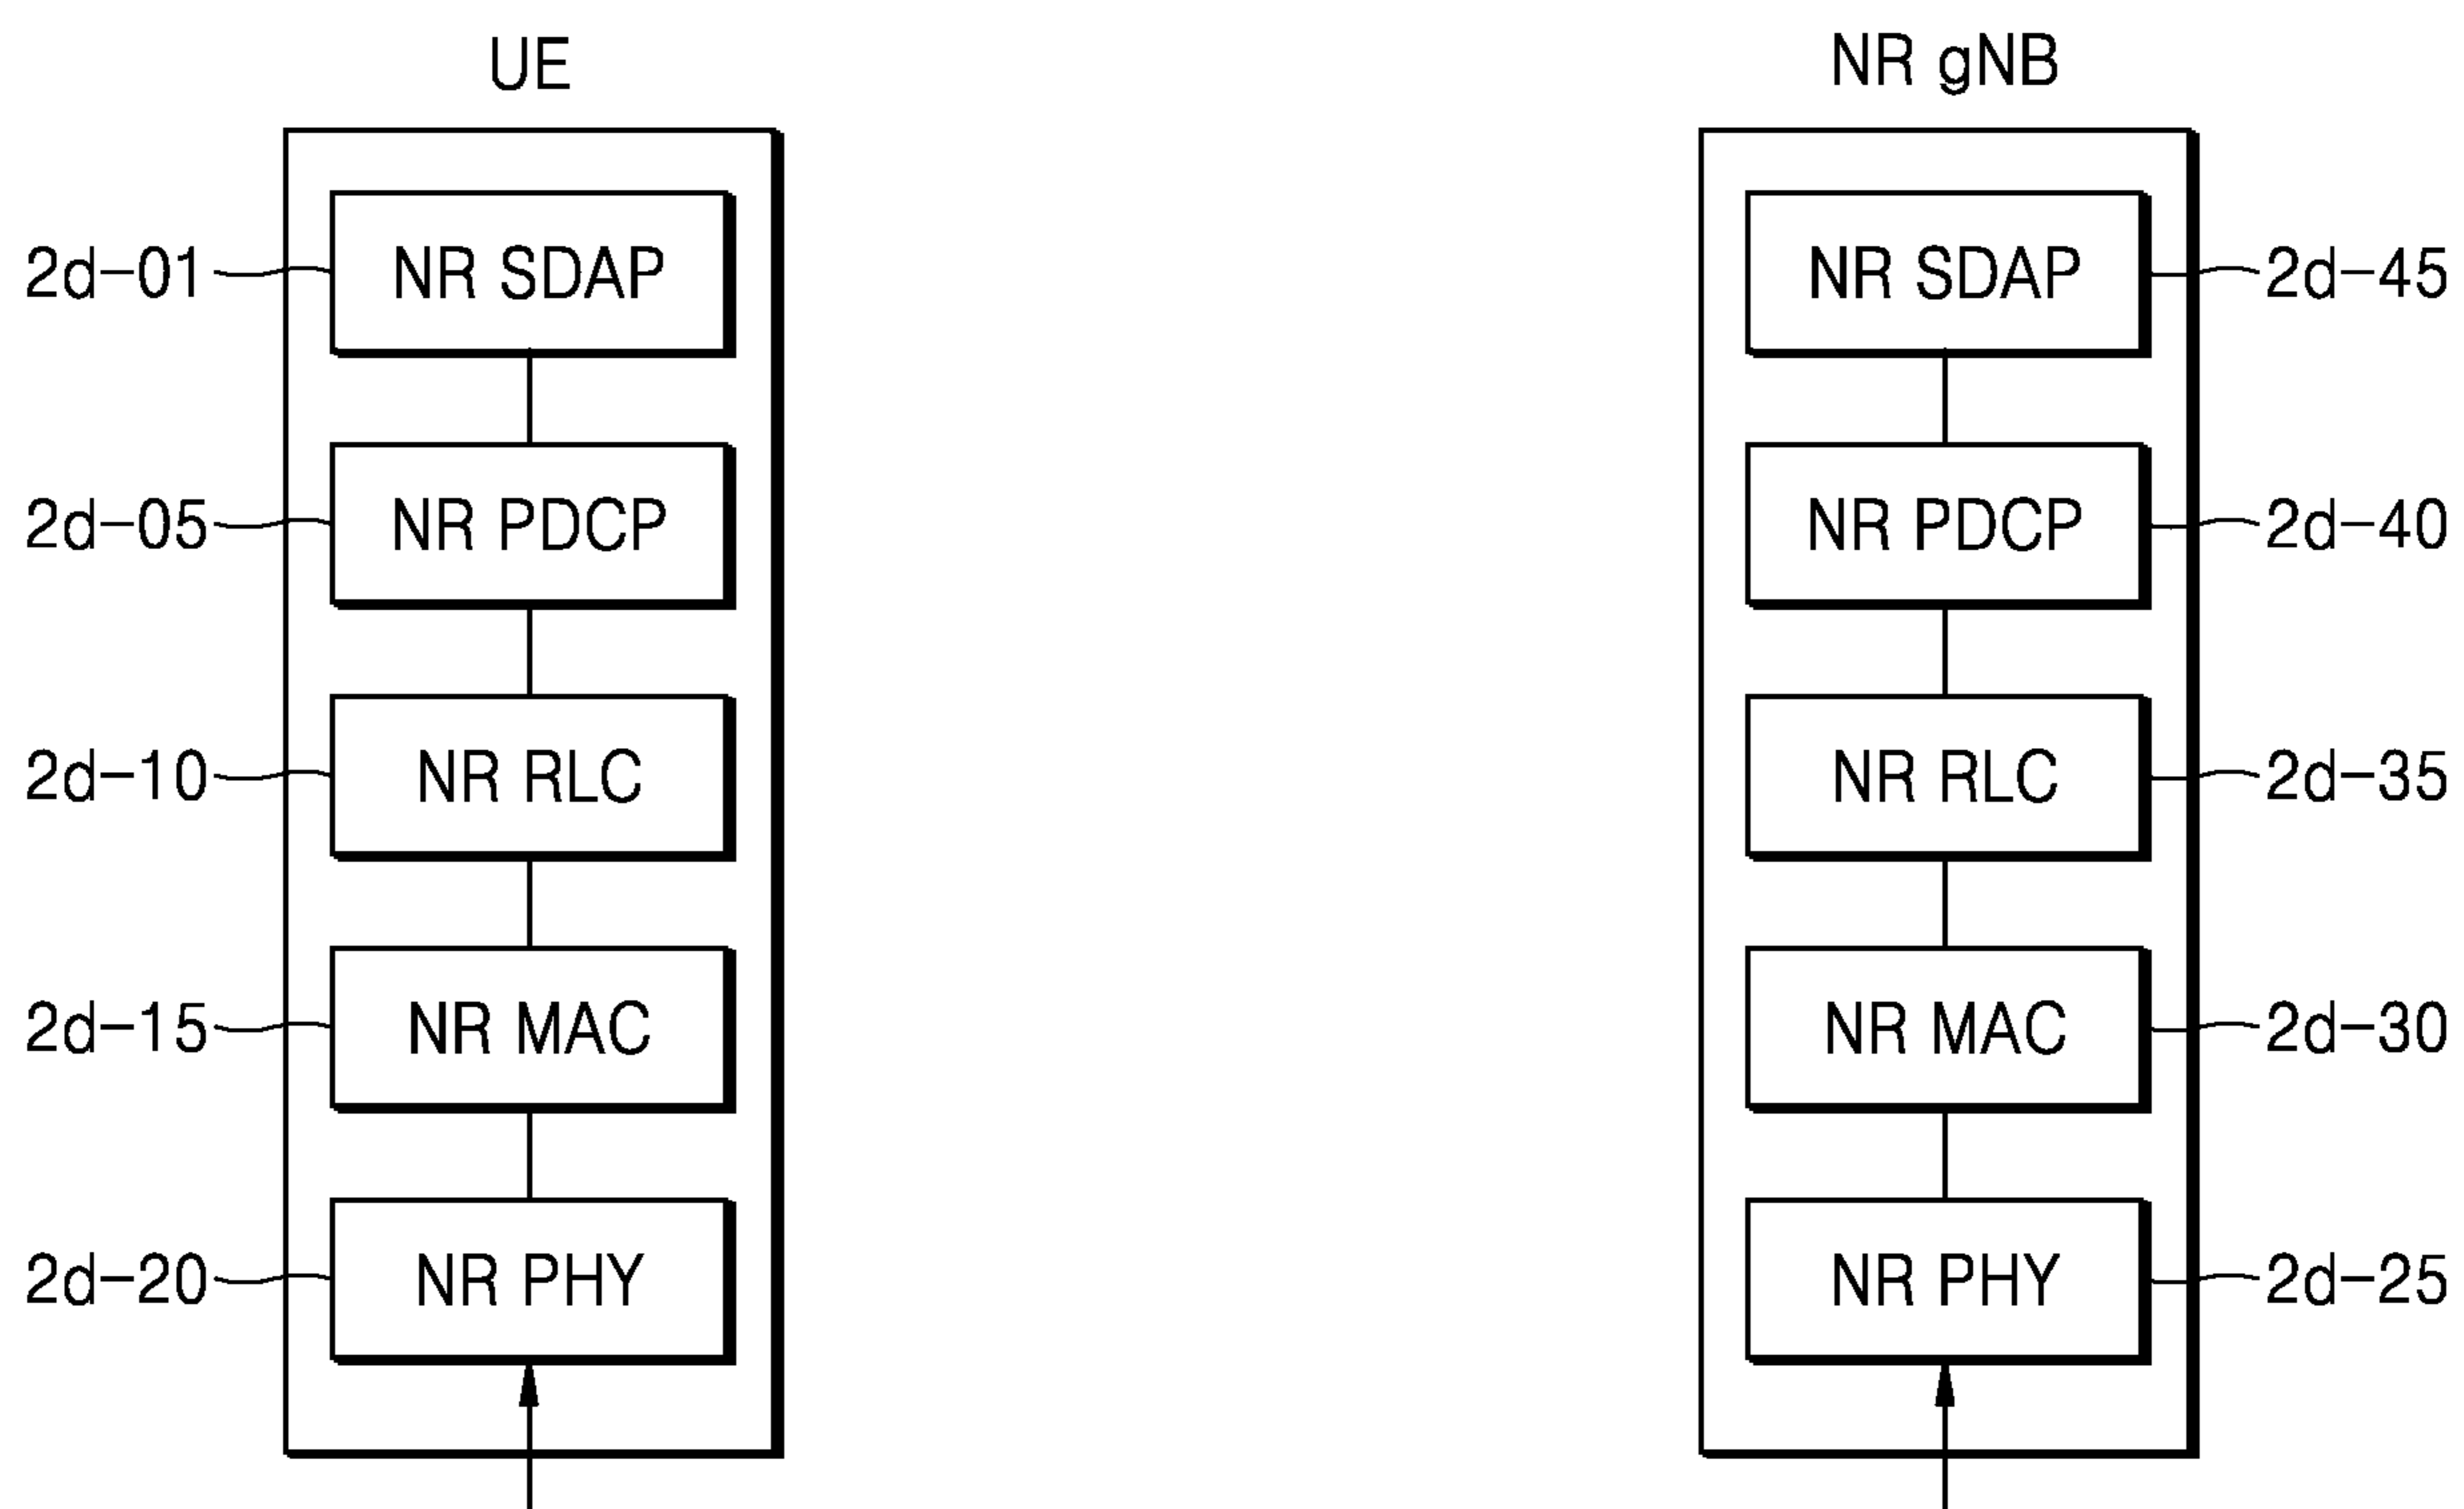 UE
NR gNB
2d-01
NR SDAP
NR SDAP
2d-45
2d-05
NR PDCP
NR PDCP
2d-40
2d-10
NR RLC
NR RLC
2d-35
2d-15
NR MAC
NR MAC
2d-30
2d-20
NR PHY
NR PHY
2d-25